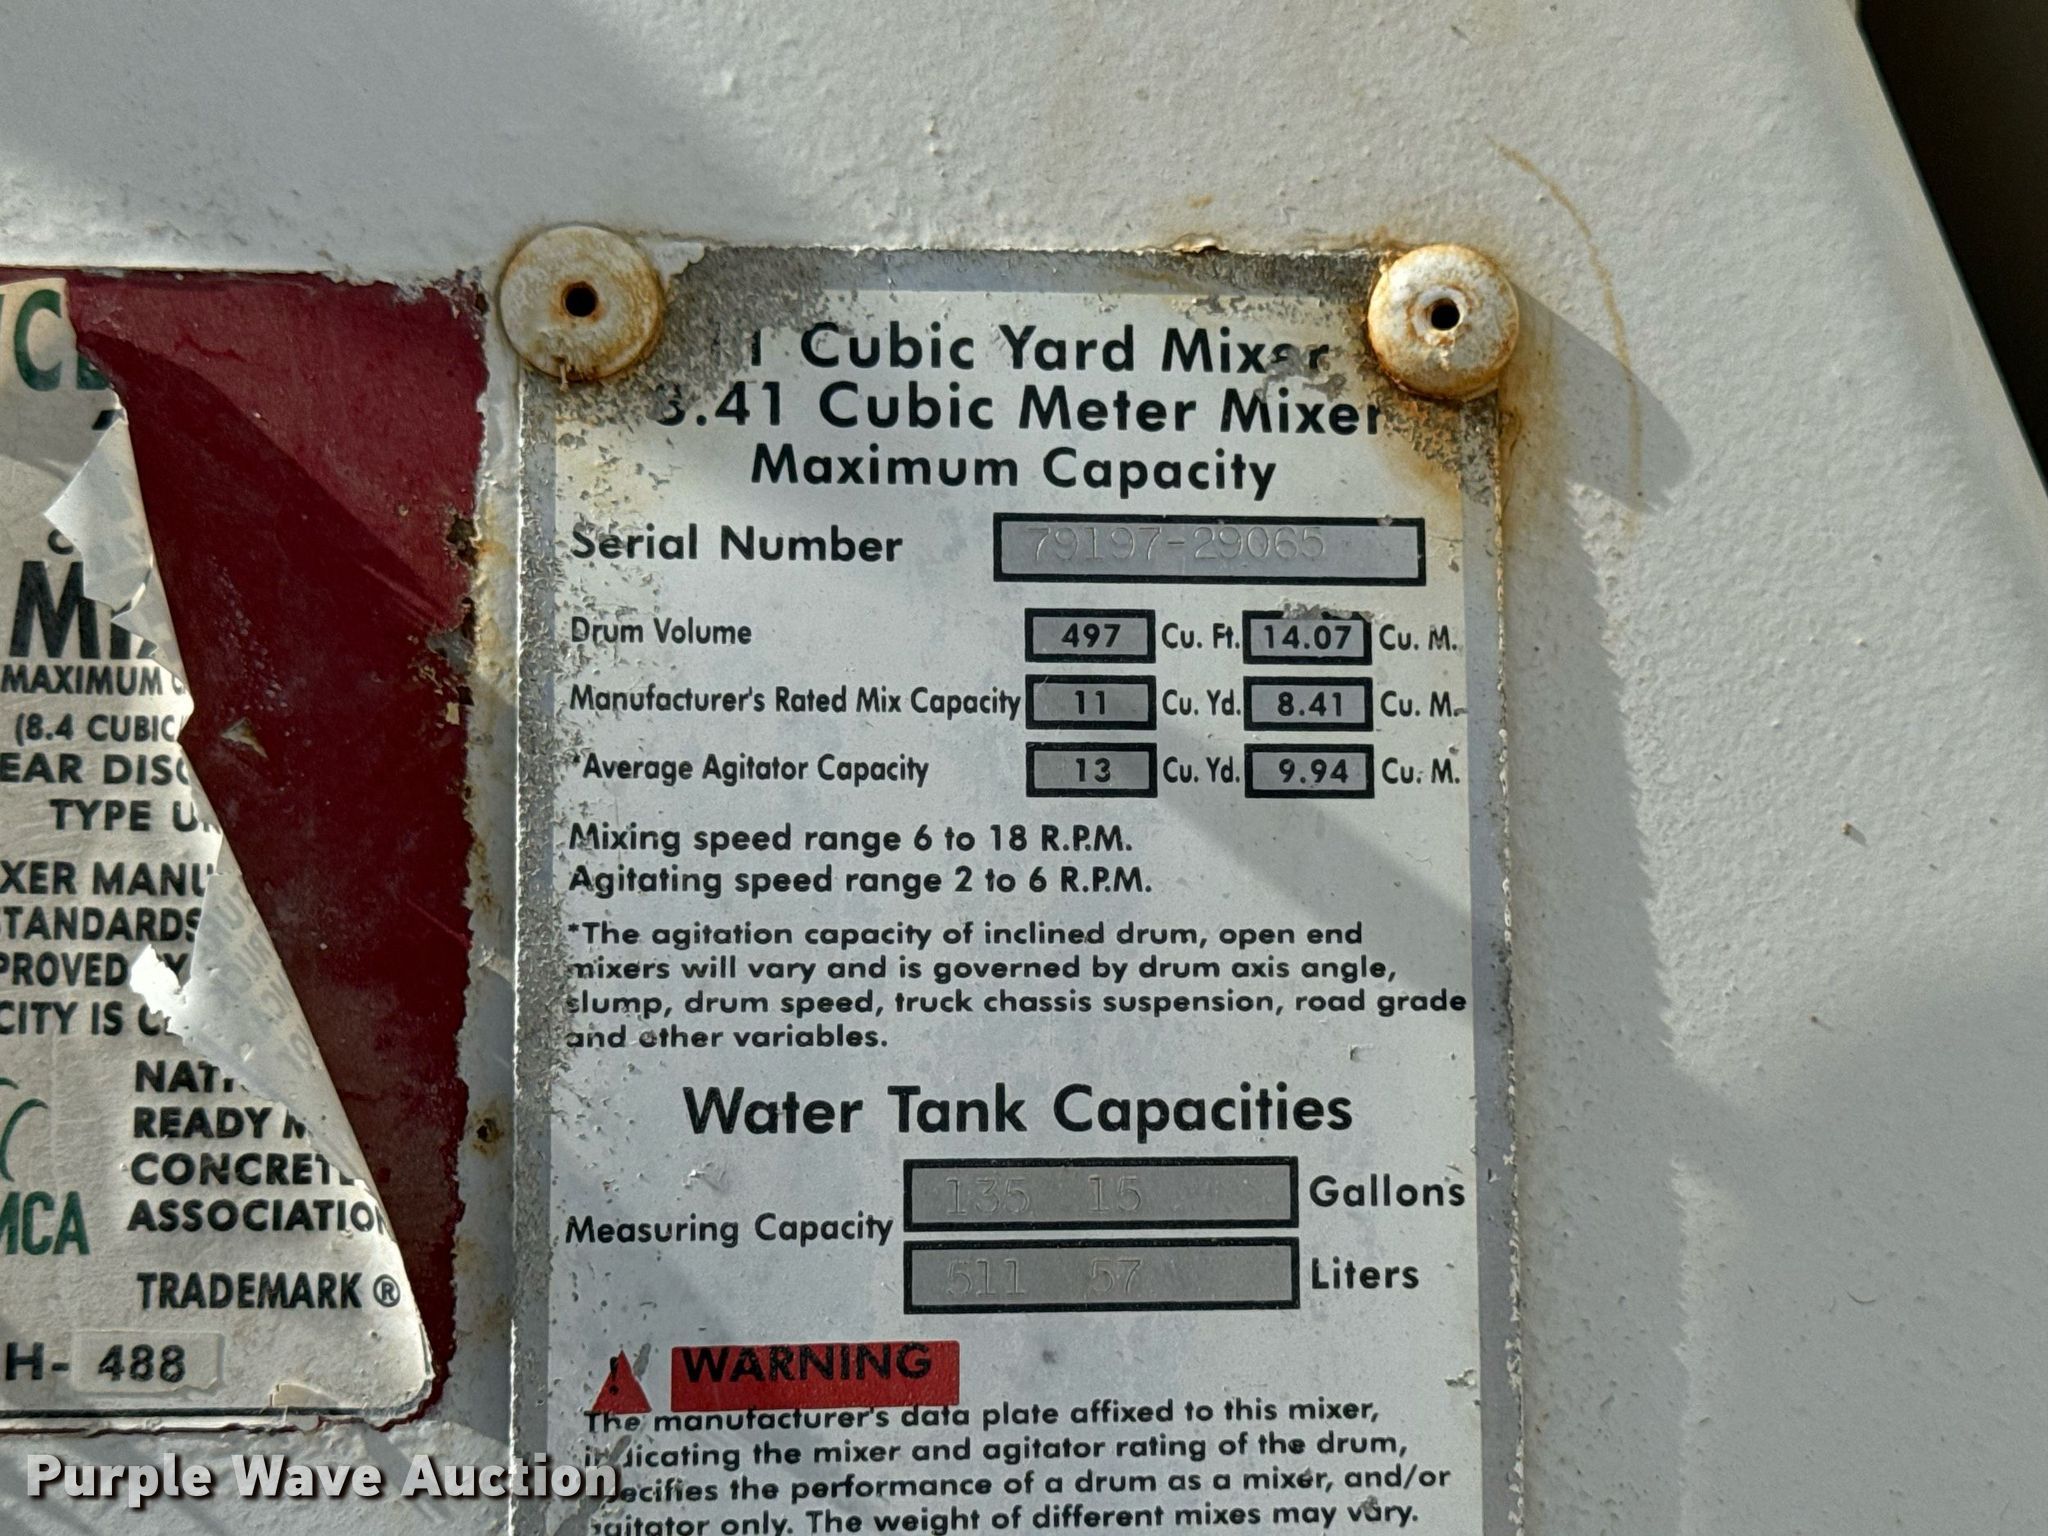 Cubic Yard Mixer
8.41 Cubic Meter Mixer
Maximum Capacity
Serial Number 79197-29065
Drum Volume 497 Cu. Ft. 14.07 Cu. M.
Manufacturer's Rated Mix Capacity 11 Cu. Yd. 8.41 Cu. M.
*Average Agitator Capacity 13 Cu. Yd. 9.94 Cu. M.
Mixing speed range 6 to 18 R.P.M.
Agitating speed range 2 to 6 R.P.M.
*The agitation capacity of inclined drum, open end
mixers will vary and is governed by drum axis angle,
slump, drum speed, truck chassis suspension, road grade
and other variables.
Water Tank Capacities
Measuring Capacity
135 15 Gallons
511 57 Liters
WARNING
The manufacturer's data plate affixed to this mixer,
indicating the mixer and agitator rating of the drum,
specifies the performance of a drum as a mixer, and/or
agitator only. The weight of different mixes may vary.
MAXIMUM
(8.4 CUBIC
EAR DISC
TYPE
XER MANU
STANDARDS
PROVED BY
CITY IS
NATI
READY M
CONCRETE
ASSOCIATION
MCA
TRADEMARK ®
H- 488
Purple Wave Auction